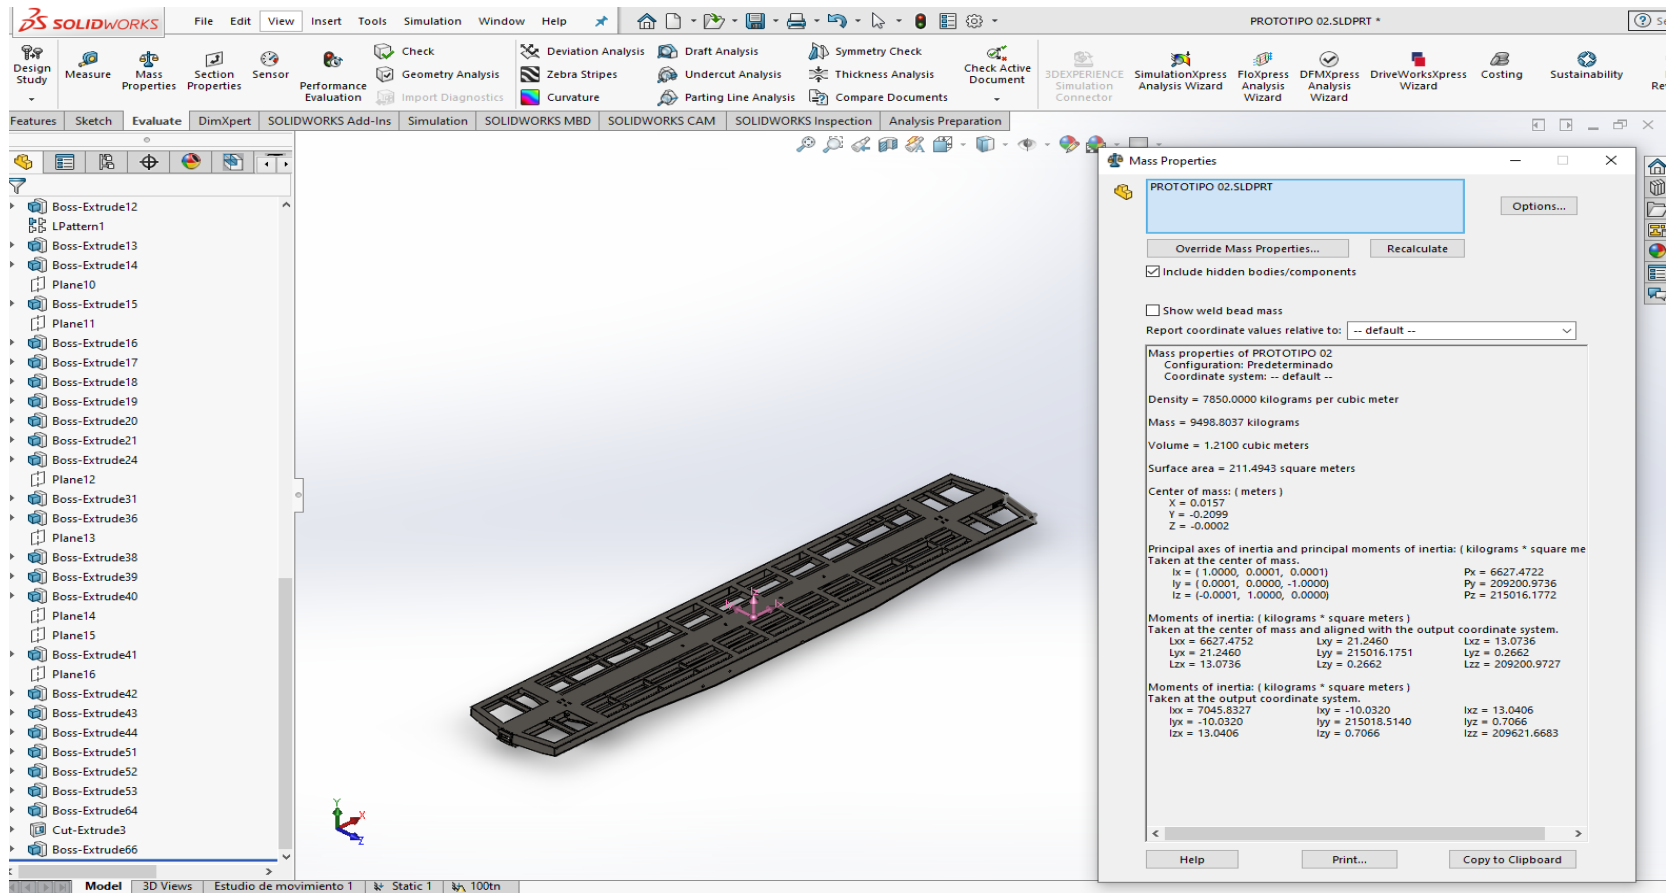 SOLIDWORKS File Edit View Insert Tools Simulation Window Help PROTOTIPO 02.SLDPRT *
Design Study
Measure
Mass Properties
Section Properties
Sensor
Performance Evaluation
Check
Geometry Analysis
Import Diagnostics
Deviation Analysis
Zebra Stripes
Curvature
Draft Analysis
Undercut Analysis
Parting Line Analysis
Symmetry Check
Thickness Analysis
Compare Documents
Check Active Document
3DEXPERIENCE Simulation Connector
SimulationXpress Analysis Wizard
FloXpress Analysis Wizard
DFMXpress Analysis Wizard
DriveWorksXpress Wizard
Costing
Sustainability
Features Sketch Evaluate DimXpert SOLIDWORKS Add-Ins Simulation SOLIDWORKS MBD SOLIDWORKS CAM SOLIDWORKS Inspection Analysis Preparation
Boss-Extrude12
LPattern1
Boss-Extrude13
Boss-Extrude14
Plane10
Boss-Extrude15
Plane11
Boss-Extrude16
Boss-Extrude17
Boss-Extrude18
Boss-Extrude19
Boss-Extrude20
Boss-Extrude21
Boss-Extrude24
Plane12
Boss-Extrude31
Boss-Extrude36
Plane13
Boss-Extrude38
Boss-Extrude39
Boss-Extrude40
Plane14
Plane15
Boss-Extrude41
Plane16
Boss-Extrude42
Boss-Extrude43
Boss-Extrude44
Boss-Extrude51
Boss-Extrude52
Boss-Extrude53
Boss-Extrude64
Cut-Extrude3
Boss-Extrude66
Y
X
Z
Mass Properties
PROTOTIPO 02.SLDPRT
Options...
Override Mass Properties... Recalculate
Include hidden bodies/components
Show weld bead mass
Report coordinate values relative to: -- default --
Mass properties of PROTOTIPO 02
Configuration: Predeterminado
Coordinate system: -- default --
Density = 7850.0000 kilograms per cubic meter
Mass = 9498.8037 kilograms
Volume = 1.2100 cubic meters
Surface area = 211.4943 square meters
Center of mass: ( meters )
X = 0.0157
Y = -0.2099
Z = -0.0002
Principal axes of inertia and principal moments of inertia: ( kilograms * square me
Taken at the center of mass.
Ix = ( 1.0000, 0.0001, 0.0001) Px = 6627.4722
Iy = ( 0.0001, 0.0000, -1.0000) Py = 209200.9736
Iz = (-0.0001, 1.0000, 0.0000) Pz = 215016.1772
Moments of inertia: ( kilograms * square meters )
Taken at the center of mass and aligned with the output coordinate system.
Lxx = 6627.4752 Lxy = 21.2460 Lxz = 13.0736
Lyx = 21.2460 Lyy = 215016.1751 Lyz = 0.2662
Lzx = 13.0736 Lzy = 0.2662 Lzz = 209200.9727
Moments of inertia: ( kilograms * square meters )
Taken at the output coordinate system.
Ixx = 7045.8327 Ixy = -10.0320 Ixz = 13.0406
Iyx = -10.0320 Iyy = 215018.5140 Iyz = 0.7066
Izx = 13.0406 Izy = 0.7066 Izz = 209621.6683
Help Print... Copy to Clipboard
Model 3D Views Estudio de movimiento 1 Static 1 100tn